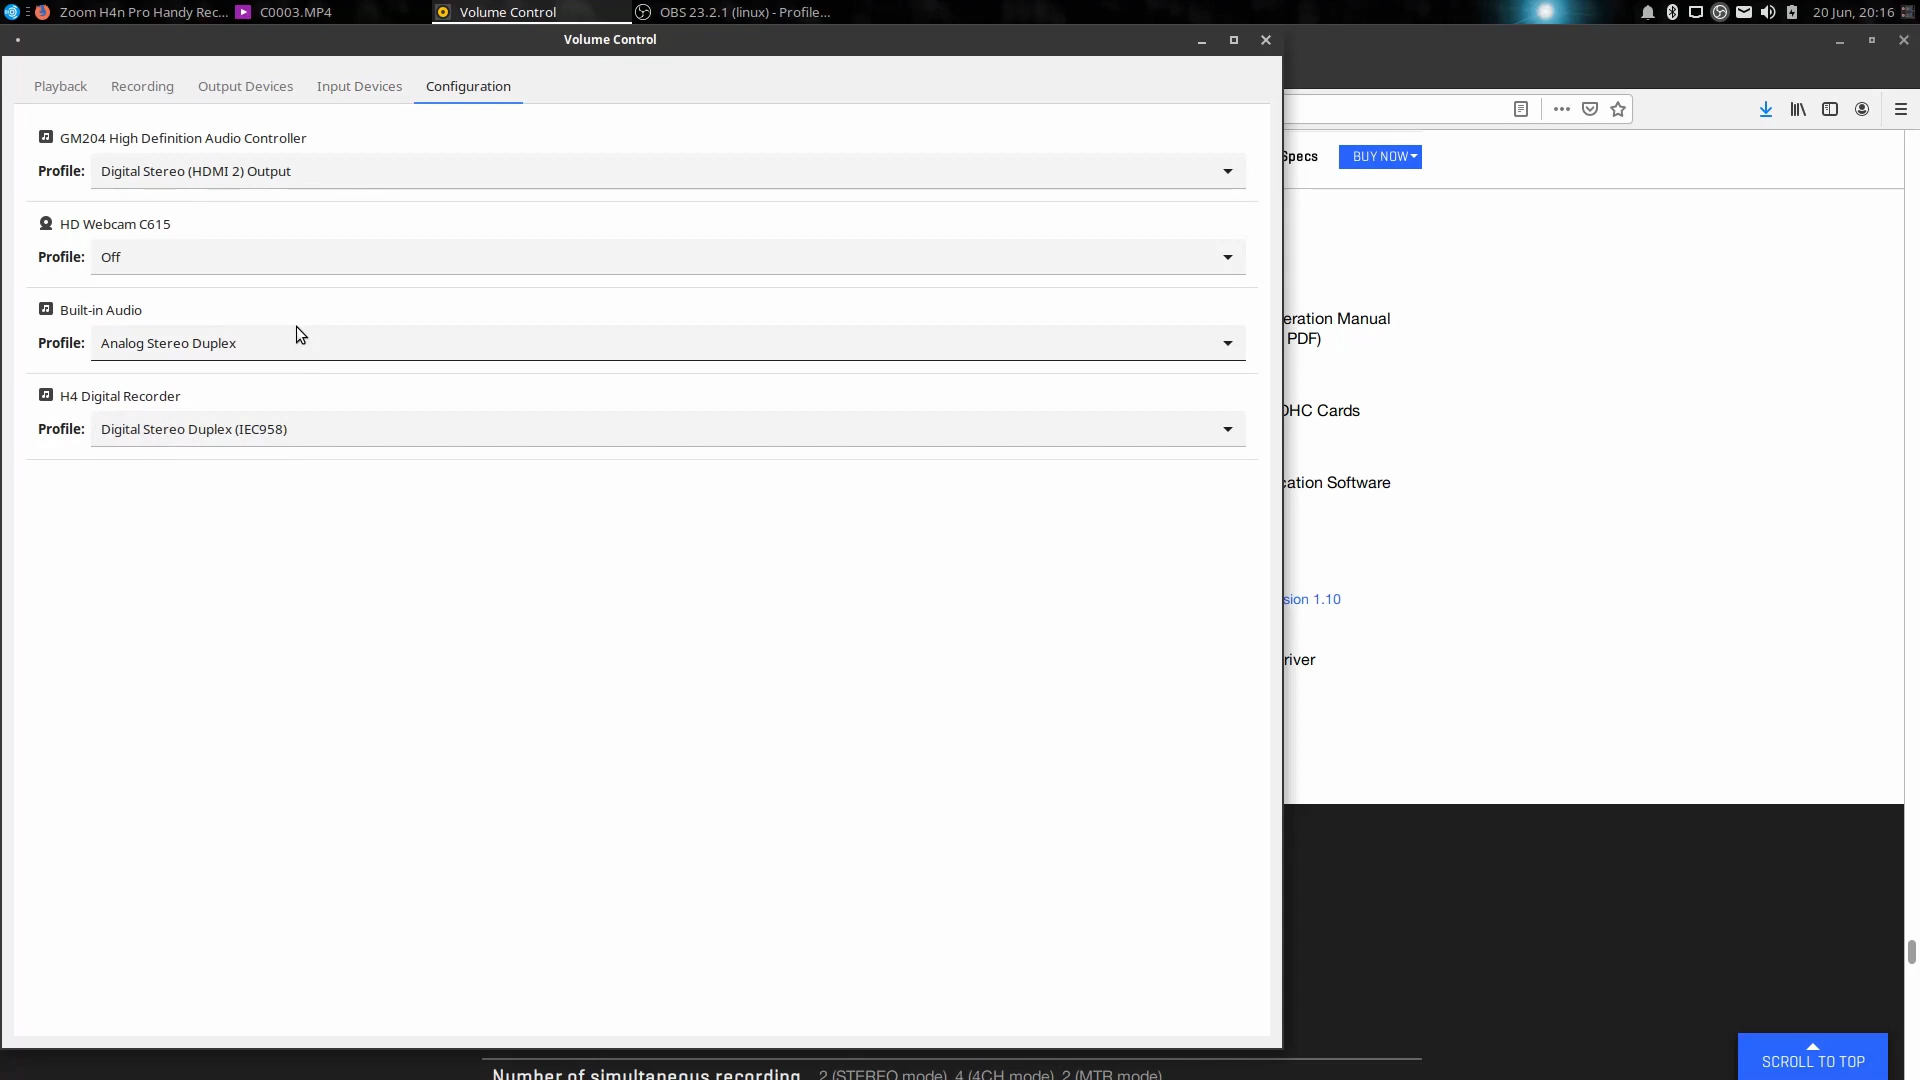 Zoom H4n Pro Handy Rec...
C0003.MP4
Volume Control
OBS 23.2.1 (linux) - Profile...
20 Jun, 20:16
Volume Control
Playback
Recording
Output Devices
Input Devices
Configuration
GM204 High Definition Audio Controller
Profile: Digital Stereo (HDMI 2) Output
HD Webcam C615
Profile: Off
Built-in Audio
Profile: Analog Stereo Duplex
H4 Digital Recorder
Profile: Digital Stereo Duplex (IEC958)
Specs
BUY NOW
eration Manual
PDF)
DHC Cards
cation Software
sion 1.10
river
SCROLL TO TOP
Number of simultaneous recording 2 (STEREO mode), 4 (4CH mode), 2 (MTR mode)